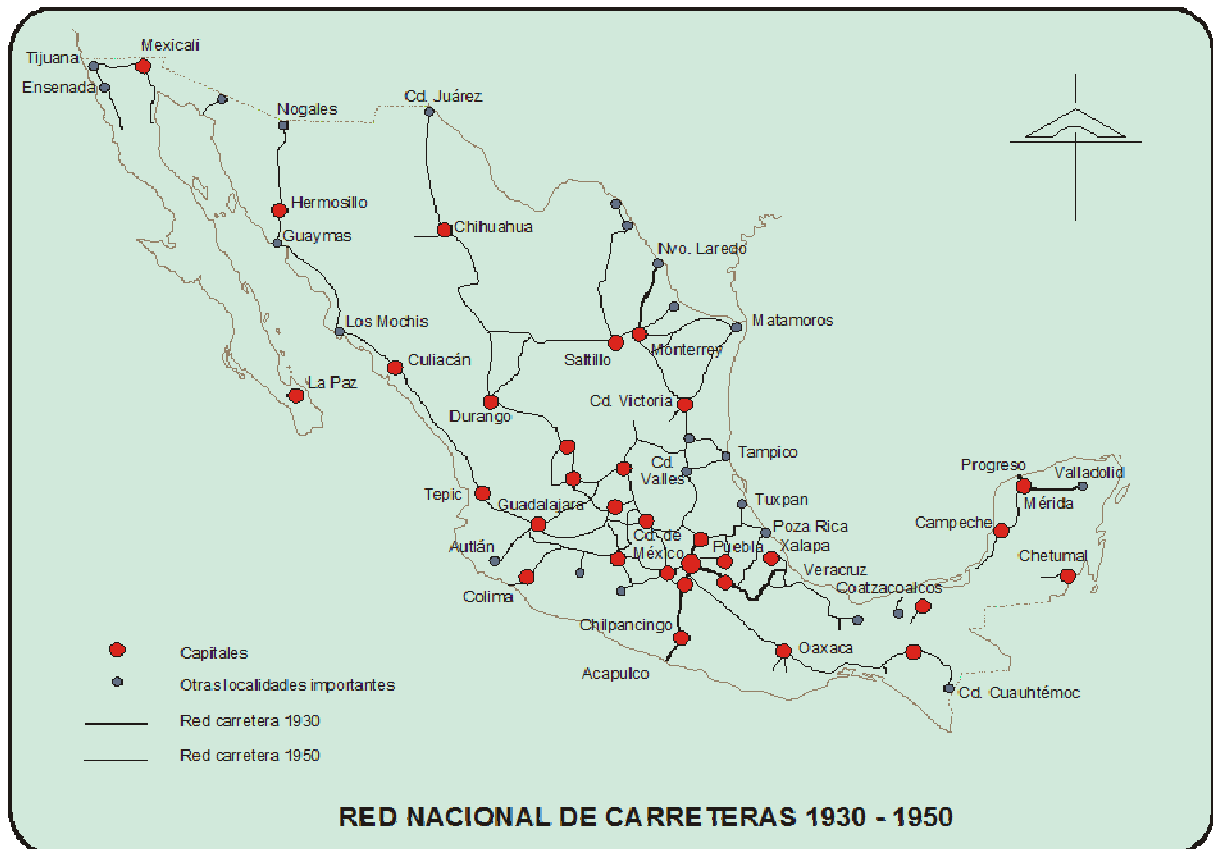 Mexicali
Tijuana
Ensenada
Cd. Juárez
Nogales
Hermosillo
Chihuahua
Guaymas
Nvo. Laredo
Los Mochis
Matamoros
Saltillo
Monterrey
Culiacán
La Paz
Cd. Victoria
Durango
Tampico
Cd.
Valles
Progreso
Valladolid
Tepic
Guadalajara
Mérida
Tuxpan
Campeche
Poza Rica
Cd. de
México
Puebla
Xalapa
Autlán
Chetumal
Veracruz
Coatzacoalcos
Colima
Chilpancingo
Oaxaca
Acapulco
Cd. Cuauhtémoc
Capitales
Otras localidades importantes
Red carretera 1930
Red carretera 1950
RED NACIONAL DE CARRETERAS 1930 - 1950